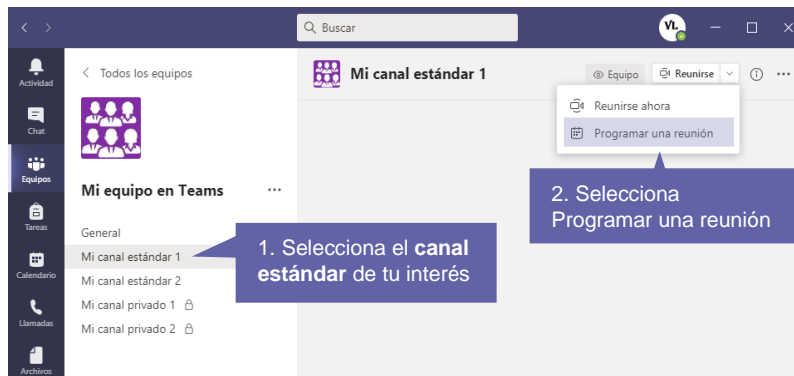 Buscar
VL
Actividad
Chat
Equipos
Tareas
Calendario
Llamadas
Archivos
Todos los equipos
Mi equipo en Teams
General
Mi canal estándar 1
Mi canal estándar 2
Mi canal privado 1
Mi canal privado 2
1. Selecciona el canal
estándar de tu interés
Mi canal estándar 1
Equipo
Reunirse
Reunirse ahora
Programar una reunión
2. Selecciona
Programar una reunión